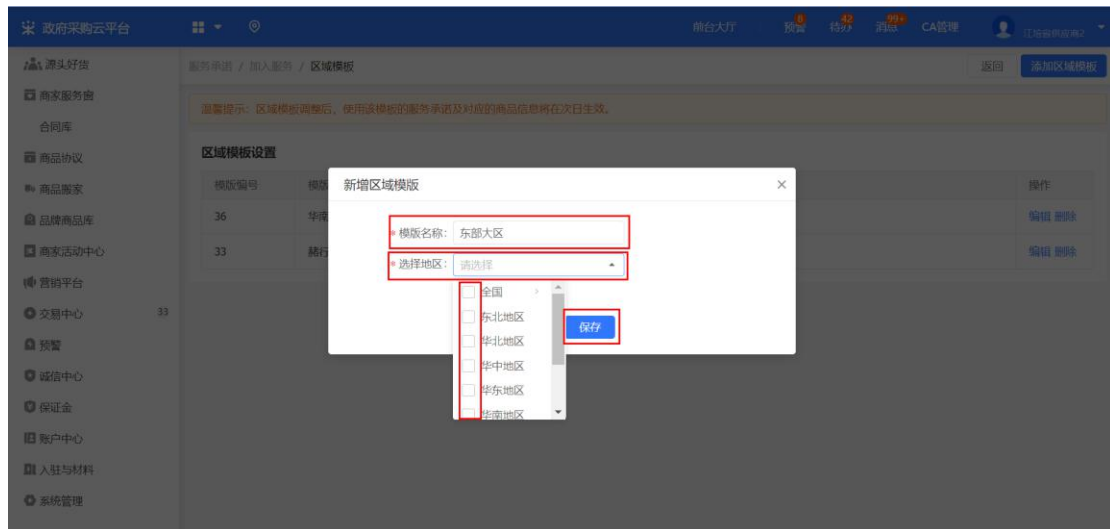 政府采购云平台
前台大厅 预警 8 待办 42 消息 99+ CA管理
源头好货
服务承诺 / 加入服务 / 区域模板
返回 添加区域模板
商家服务窗
温馨提示：区域模板调整后，使用该模板的服务承诺及对应的商品信息将在次日生效。
合同库
商品协议
区域模板设置
商品搬家
模版编号 操作
新增区域模版 ×
品牌商品库
36 华南 编辑 删除
* 模版名称： 东部大区
商家活动中心
33 编辑 删除
* 选择地区： 请选择
营销平台
全国
交易中心 33
东北地区
保存
预警
华北地区
诚信中心
华中地区
华东地区
保证金
华南地区
账户中心
入驻与材料
系统管理